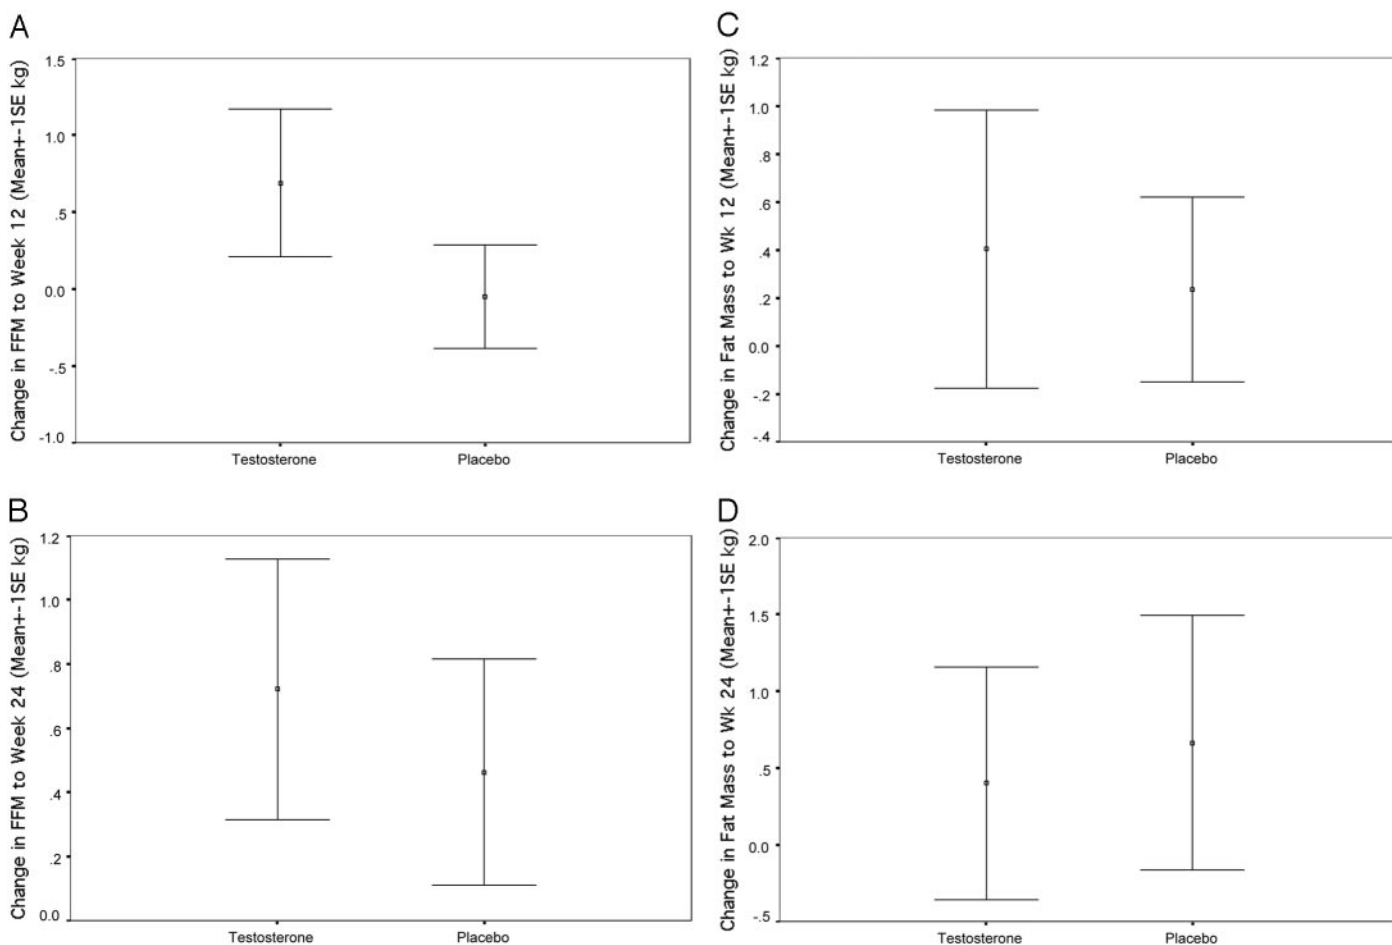 A
Change in FFM to Week 12 (Mean+-1SE kg)
1.5
1.0
.5
0.0
-.5
-1.0
Testosterone Placebo
B
Change in FFM to Week 24 (Mean+-1SE kg)
1.2
1.0
.8
.6
.4
.2
0.0
Testosterone Placebo
C
Change in Fat Mass to Wk 12 (Mean+-1SE kg)
1.2
1.0
.8
.6
.4
.2
0.0
-.2
-.4
Testosterone Placebo
D
Change in Fat Mass to Wk 24 (Mean+-1SE kg)
2.0
1.5
1.0
.5
0.0
-.5
Testosterone Placebo